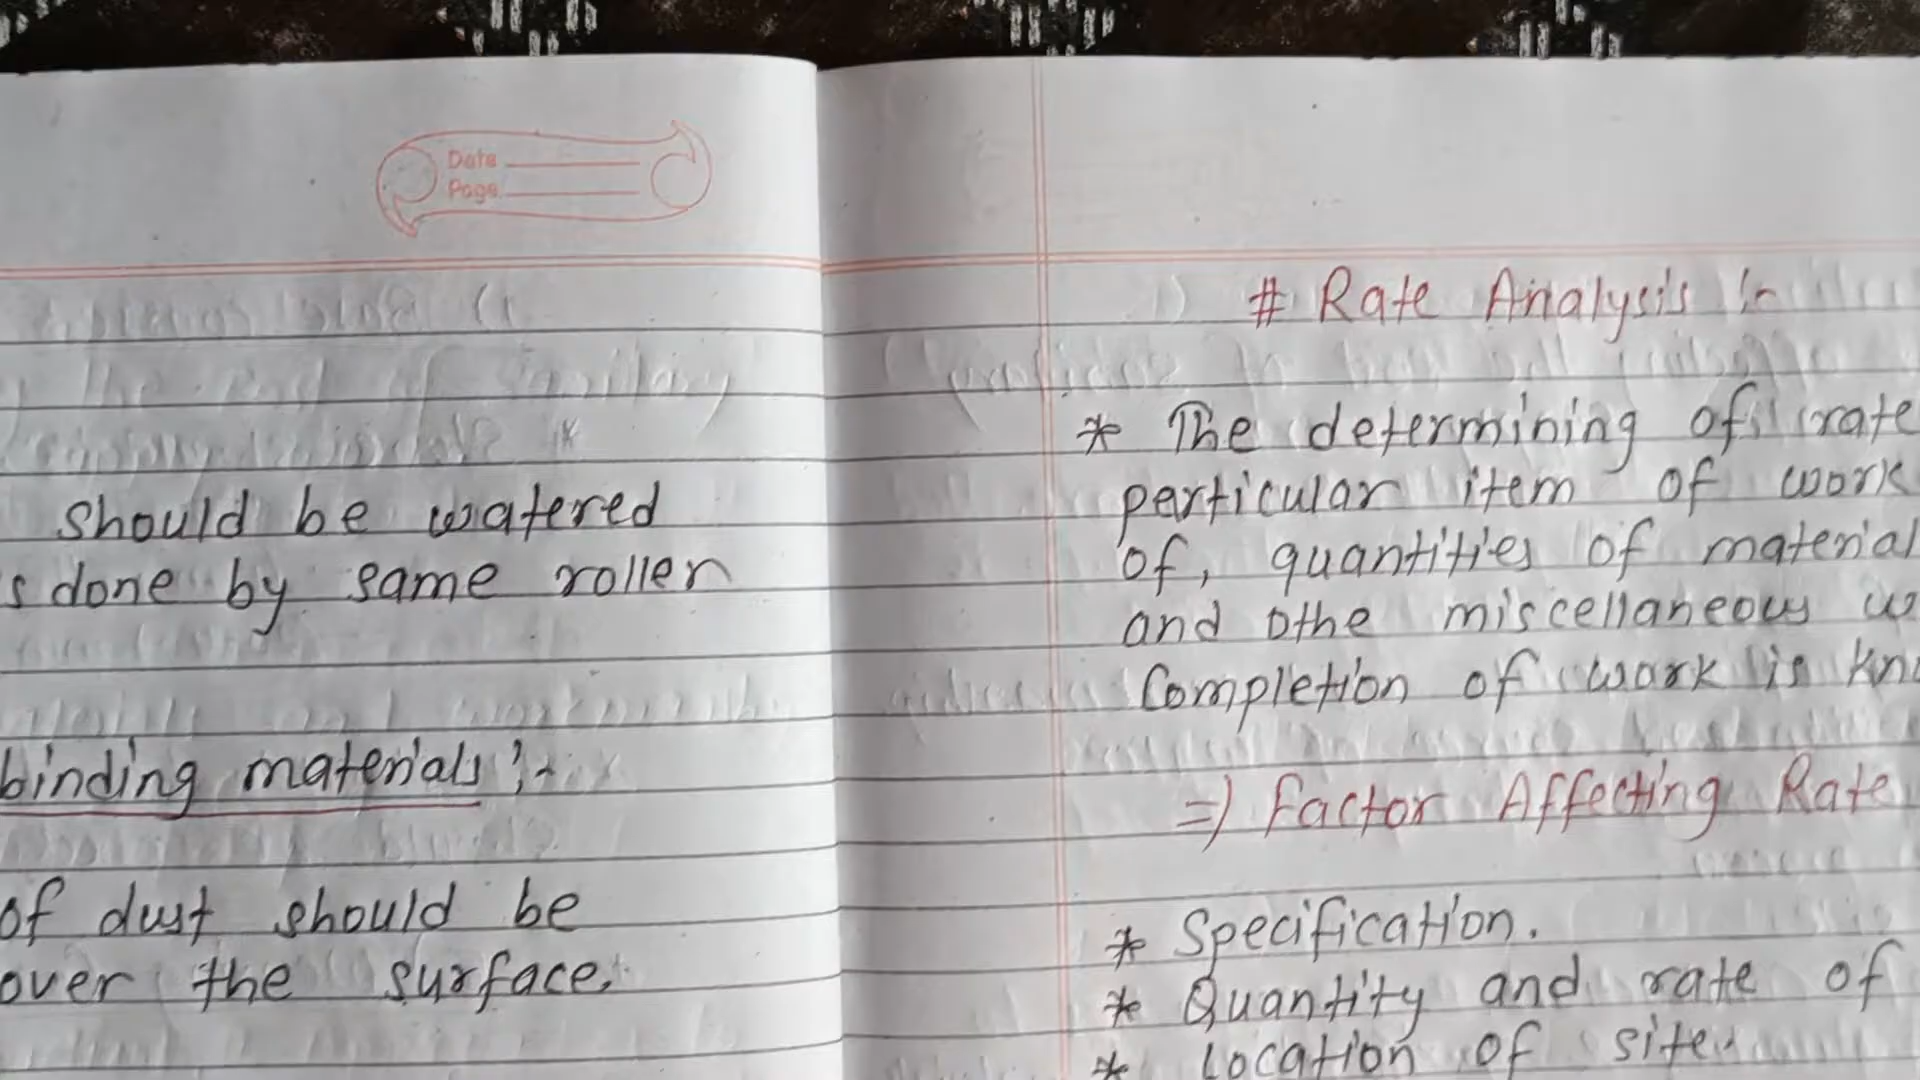 Date
Page
should be watered
s done by same roller
binding materials :-
of dust should be
over the surface.
# Rate Analysis :-
* The determining of rate
perticular item of work
of, quantities of material
and othe miscellaneous
Completion of work is
=) Factor Affecting Rate
* Specification.
* Quantity and rate of
* Location of site.